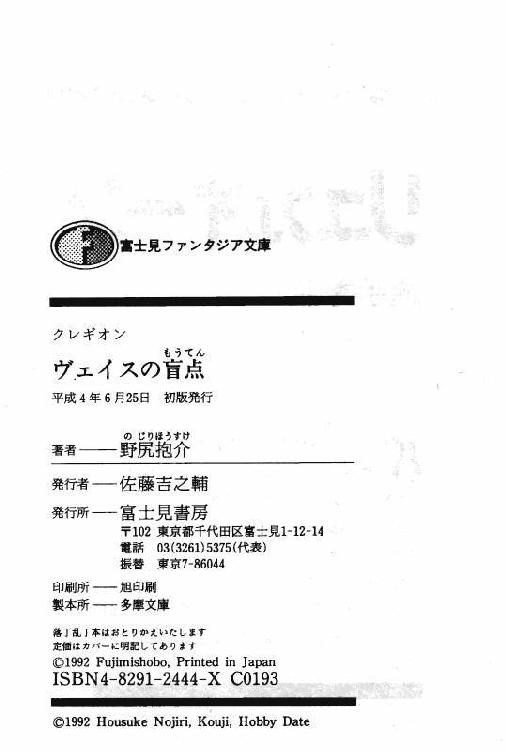 富士見ファンタジア文庫
クレギオン
もうてん
ヴェイスの盲点
平成4年6月25日 初版発行
のじりほうすけ
著者――野尻抱介
発行者――佐藤吉之輔
発行所――富士見書房
〒102 東京都千代田区富士見1-12-14
電話 03(3261)5375(代表)
振替 東京7-86044
印刷所――旭印刷
製本所――多摩文庫
落丁乱丁本はおとりかえいたします
定価はカバーに明記してあります
©1992 Fujimishobo, Printed in Japan
ISBN4-8291-2444-X C0193
©1992 Housuke Nojiri, Kouji, Hobby Date